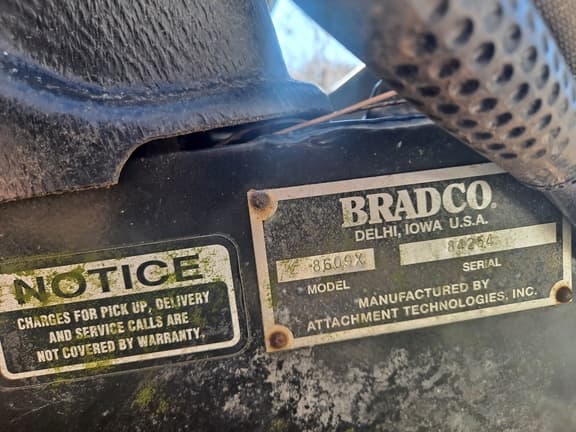 NOTICE
CHARGES FOR PICK UP, DELIVERY
AND SERVICE CALLS ARE
NOT COVERED BY WARRANTY.
BRADCO®
DELHI, IOWA U.S.A.
8609X
84254
MODEL
SERIAL
MANUFACTURED BY
ATTACHMENT TECHNOLOGIES, INC.